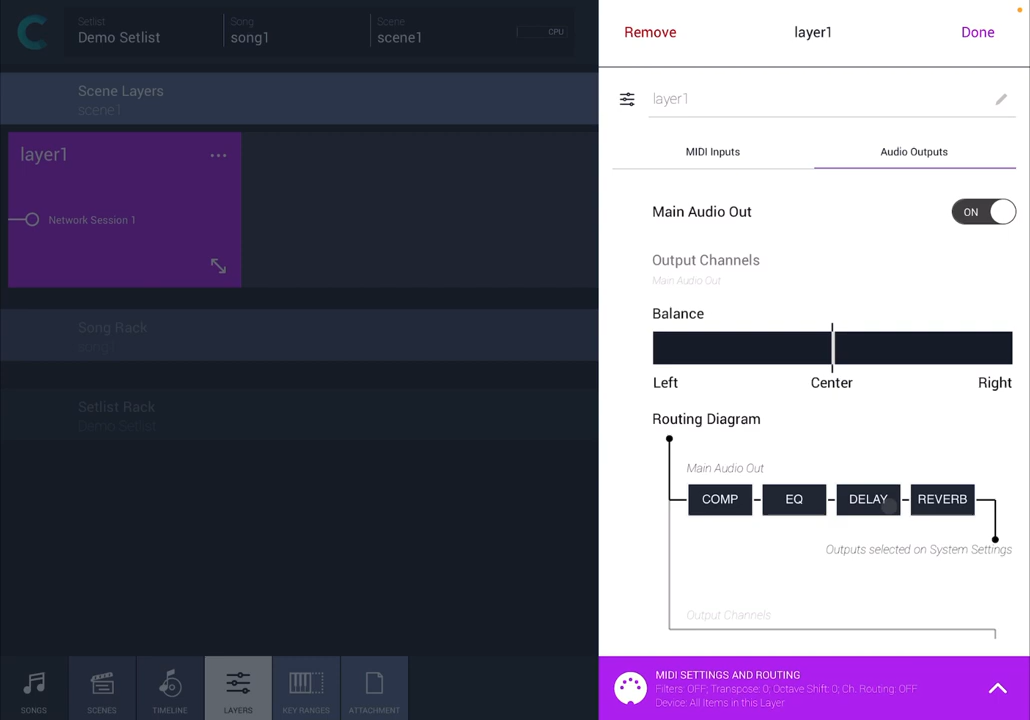 Setlist
Demo Setlist
Song
song1
Scene
scene1
CPU
Scene Layers
scene1
layer1
Network Session 1
Song Rack
song1
Setlist Rack
Demo Setlist
SONGS
SCENES
TIMELINE
LAYERS
KEY RANGES
ATTACHMENT
Remove
layer1
Done
layer1
MIDI Inputs
Audio Outputs
Main Audio Out
ON
Output Channels
Main Audio Out
Balance
Left
Center
Right
Routing Diagram
Main Audio Out
COMP
EQ
DELAY
REVERB
Outputs selected on System Settings
Output Channels
MIDI SETTINGS AND ROUTING
Filters: OFF; Transpose: 0; Octave Shift: 0; Ch. Routing: OFF
Device: All Items in this Layer